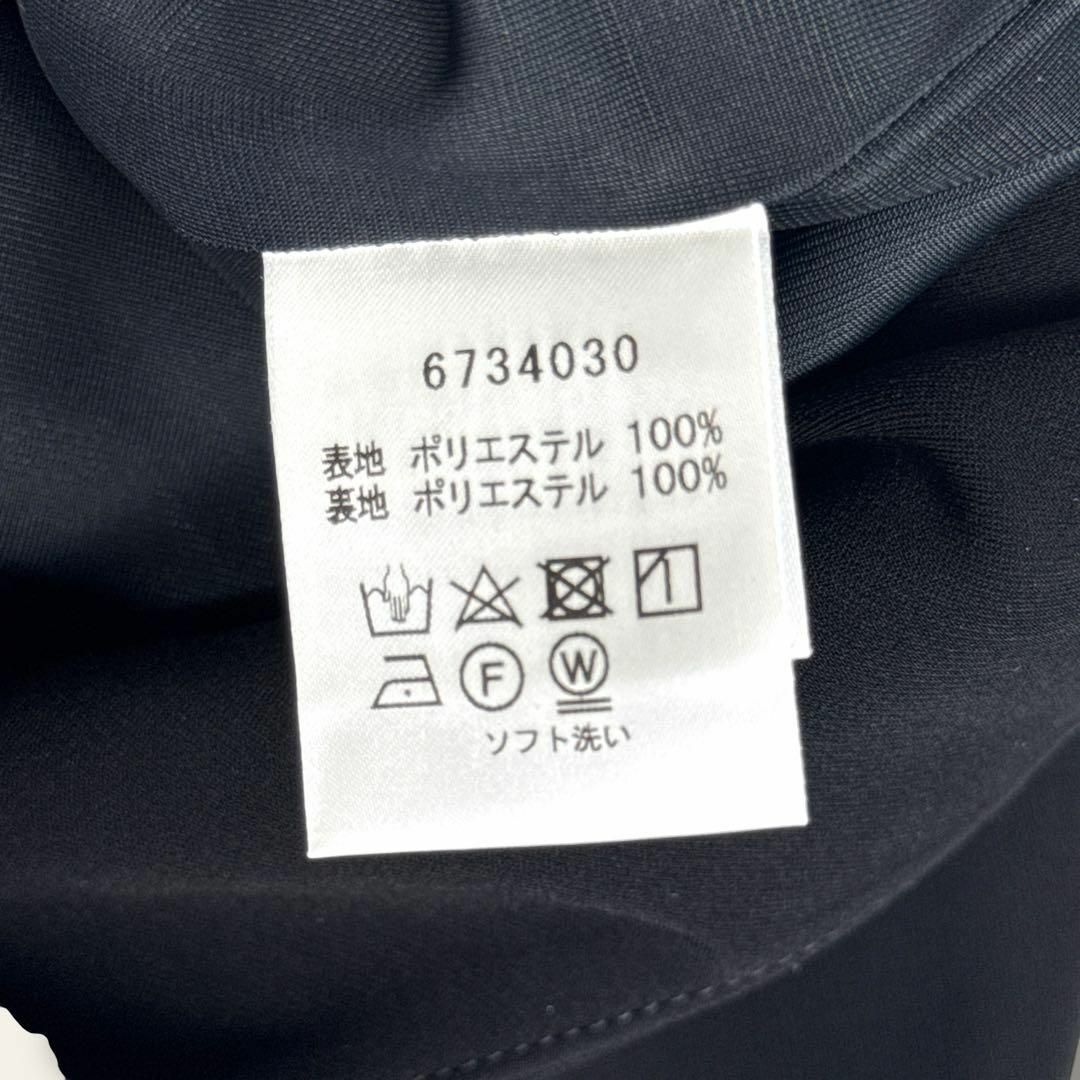 6734030
表地 ポリエステル 100%
裏地 ポリエステル 100%
F W
ソフト洗い